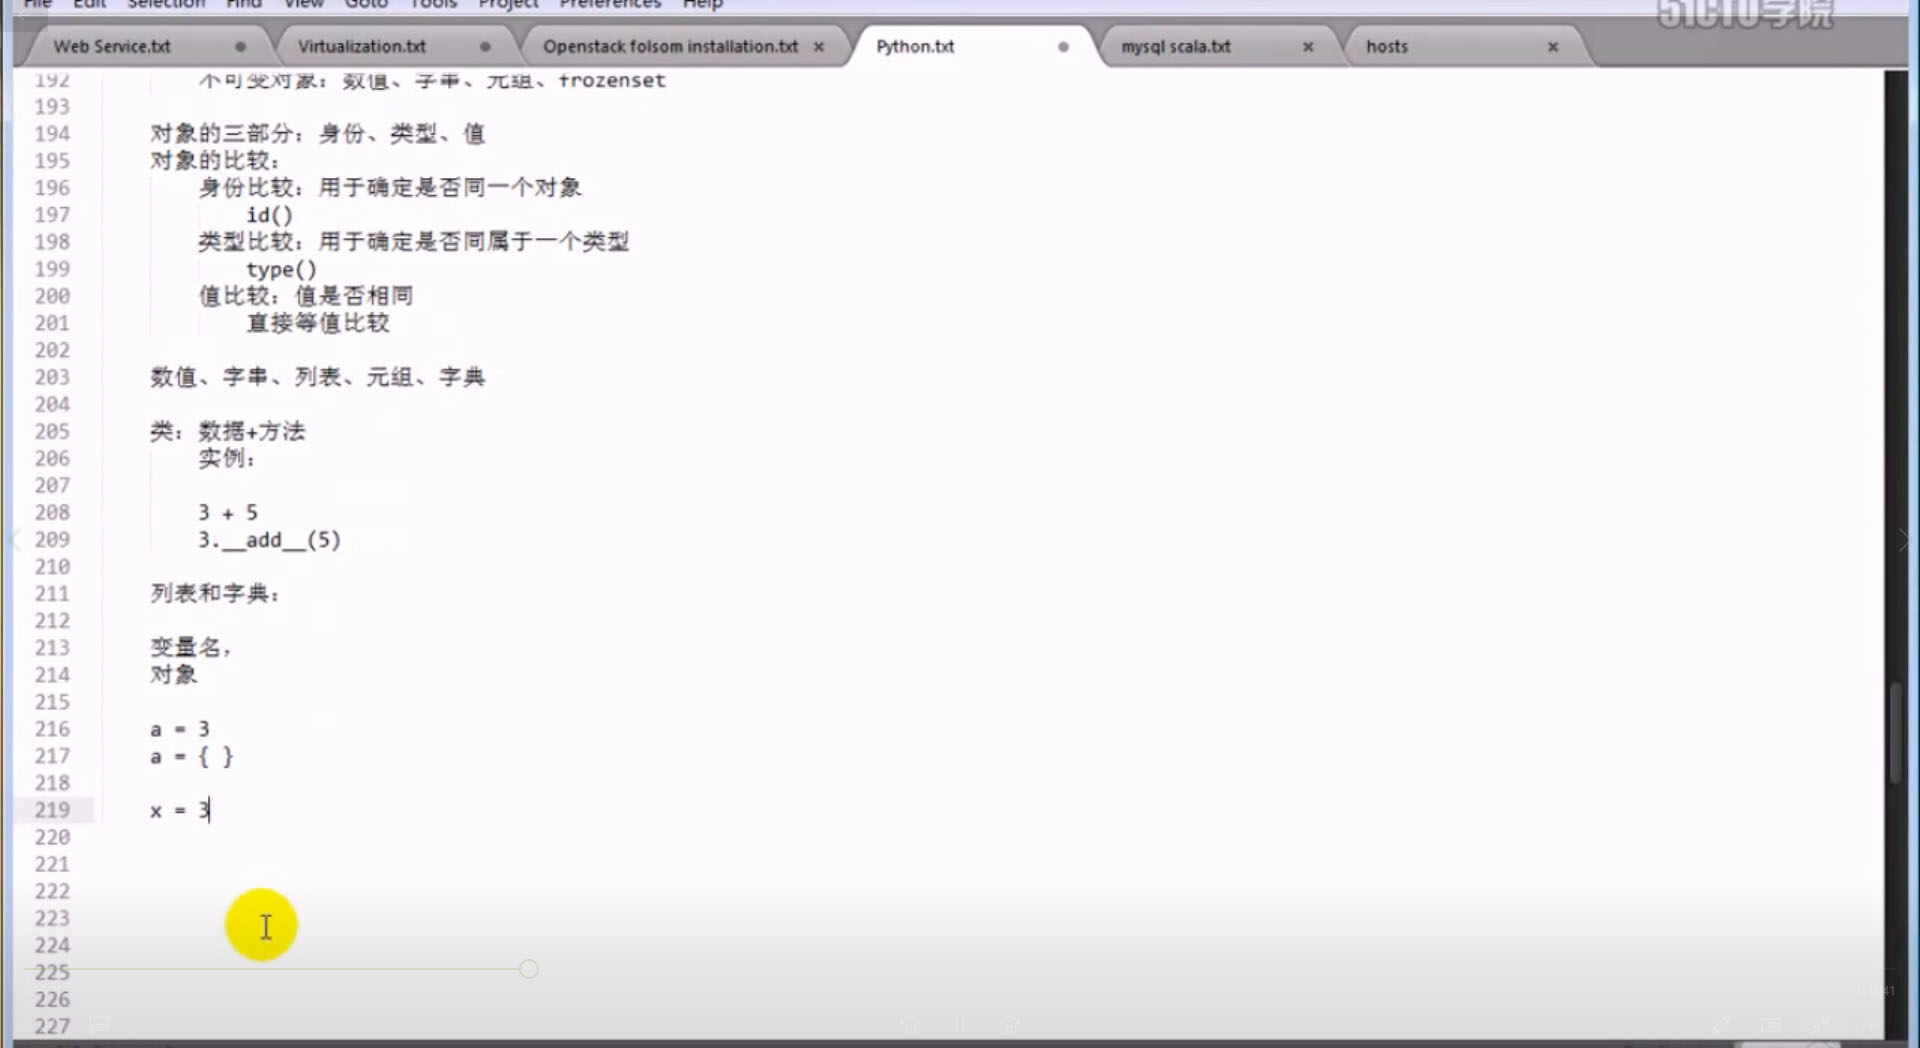 File Edit Selection Find View Goto Tools Project Preferences Help
51CTO学院
Web Service.txt Virtualization.txt Openstack folsom installation.txt × Python.txt mysql scala.txt × hosts ×
192 不可变对象：数值、字串、元组、frozenset
193
194 对象的三部分：身份、类型、值
195 对象的比较：
196 身份比较：用于确定是否同一个对象
197 id()
198 类型比较：用于确定是否同属于一个类型
199 type()
200 值比较：值是否相同
201 直接等值比较
202
203 数值、字串、列表、元组、字典
204
205 类：数据+方法
206 实例：
207
208 3 + 5
209 3.__add__(5)
210
211 列表和字典：
212
213 变量名，
214 对象
215
216 a = 3
217 a = { }
218
219 x = 3
220
221
222
223
224
225
226
227